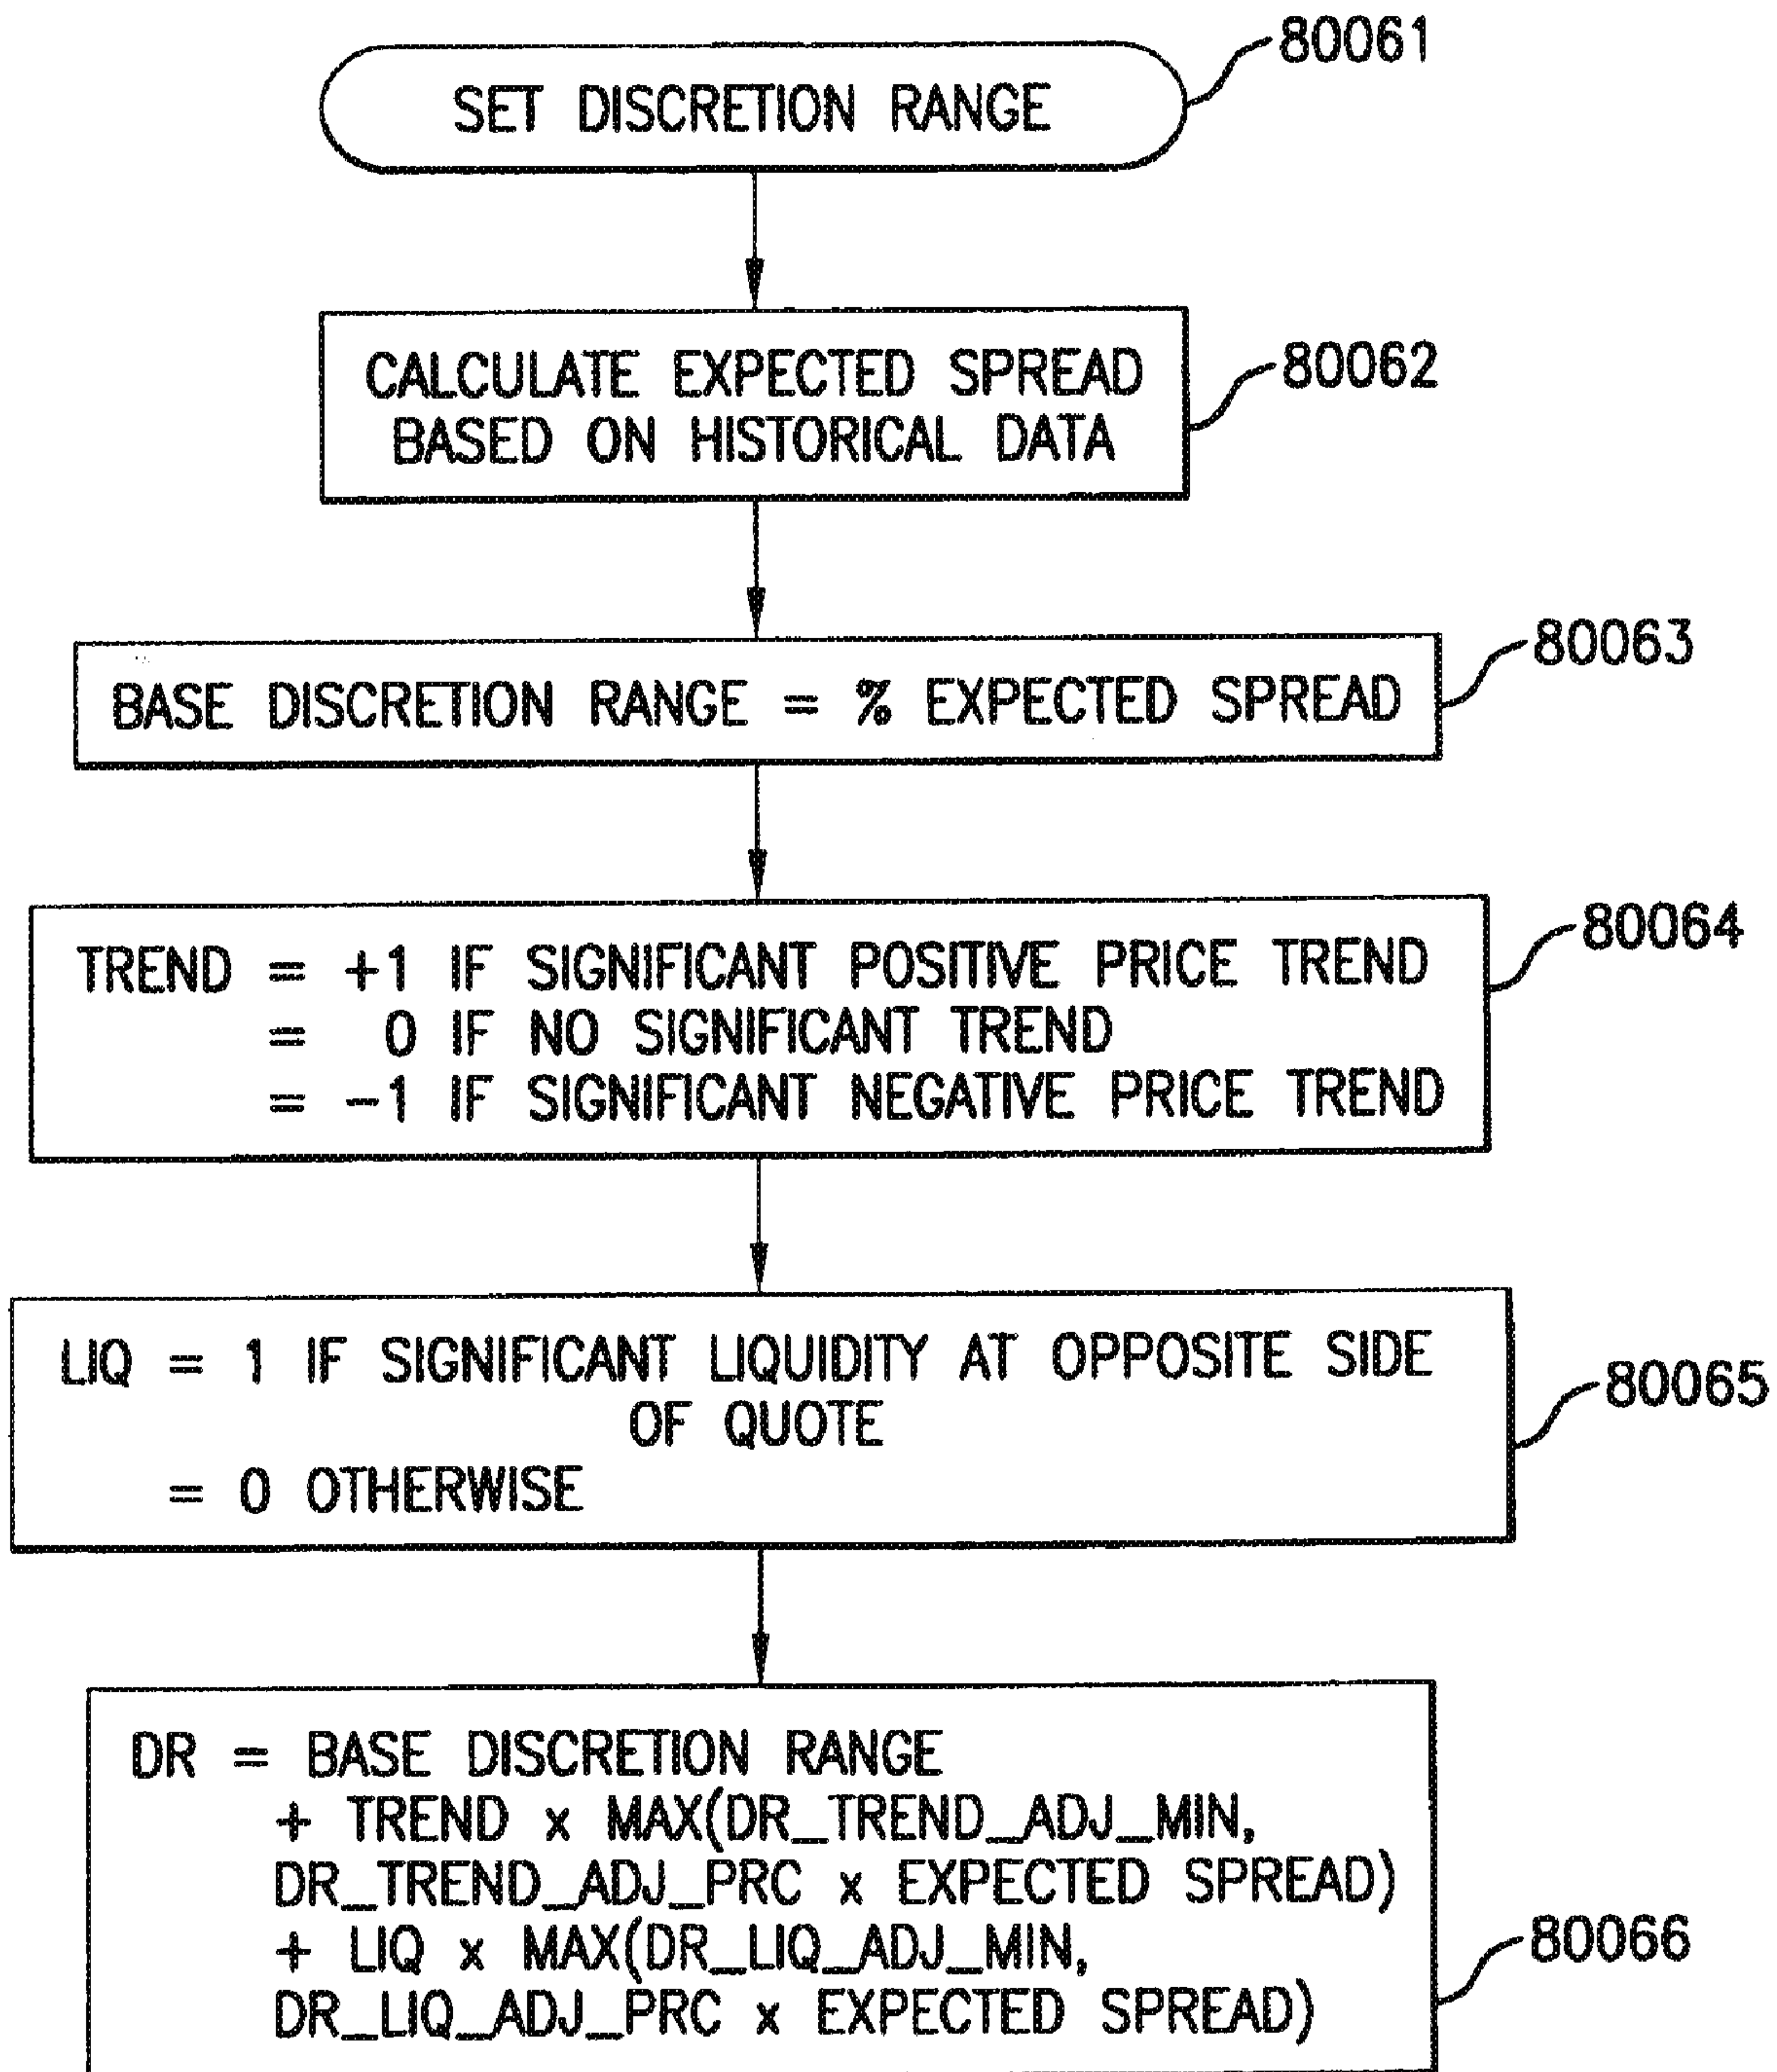 80061
SET DISCRETION RANGE
80062
CALCULATE EXPECTED SPREAD
BASED ON HISTORICAL DATA
80063
BASE DISCRETION RANGE = % EXPECTED SPREAD
80064
TREND = +1 IF SIGNIFICANT POSITIVE PRICE TREND
= 0 IF NO SIGNIFICANT TREND
= -1 IF SIGNIFICANT NEGATIVE PRICE TREND
80065
LIQ = 1 IF SIGNIFICANT LIQUIDITY AT OPPOSITE SIDE
OF QUOTE
= 0 OTHERWISE
DR = BASE DISCRETION RANGE
+ TREND x MAX(DR_TREND_ADJ_MIN,
DR_TREND_ADJ_PRC x EXPECTED SPREAD)
+ LIQ x MAX(DR_LIQ_ADJ_MIN,
80066
DR_LIQ_ADJ_PRC x EXPECTED SPREAD)